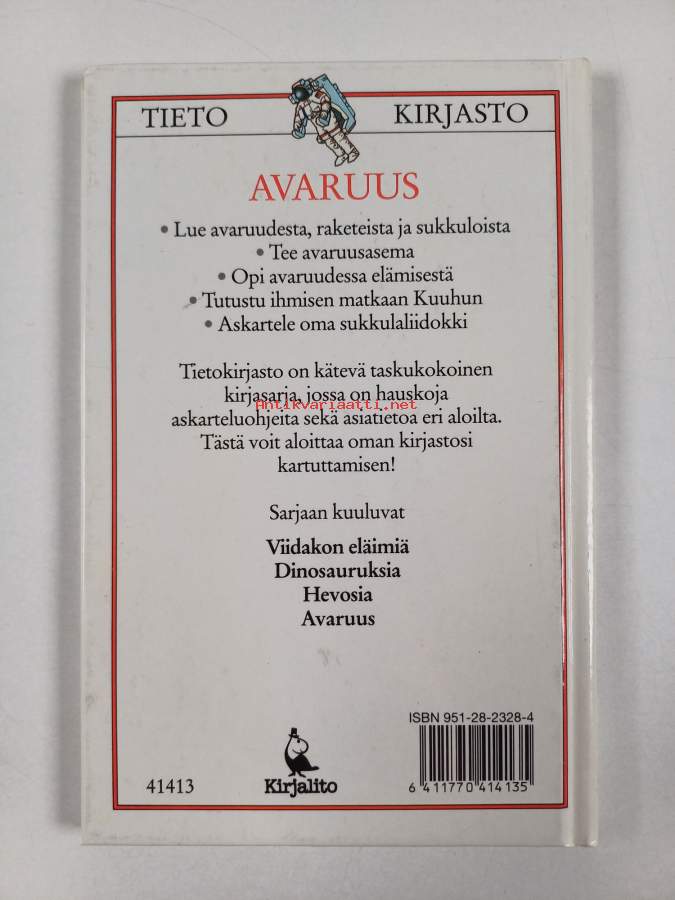 TIETO KIRJASTO
AVARUUS
• Lue avaruudesta, raketeista ja sukkuloista
• Tee avaruusasema
• Opi avaruudessa elämisestä
• Tutustu ihmisen matkaan Kuuhun
• Askartele oma sukkulaliidokki
Tietokirjasto on kätevä taskukokoinen
kirjasarja, jossa on hauskoja
Antikvariaatti.net
askarteluohjeita sekä asiatietoa eri aloilta.
Tästä voit aloittaa oman kirjastosi
kartuttamisen!
Sarjaan kuuluvat
Viidakon eläimiä
Dinosauruksia
Hevosia
Avaruus
ISBN 951-28-2328-4
41413
Kirjalito
6 411770 414135